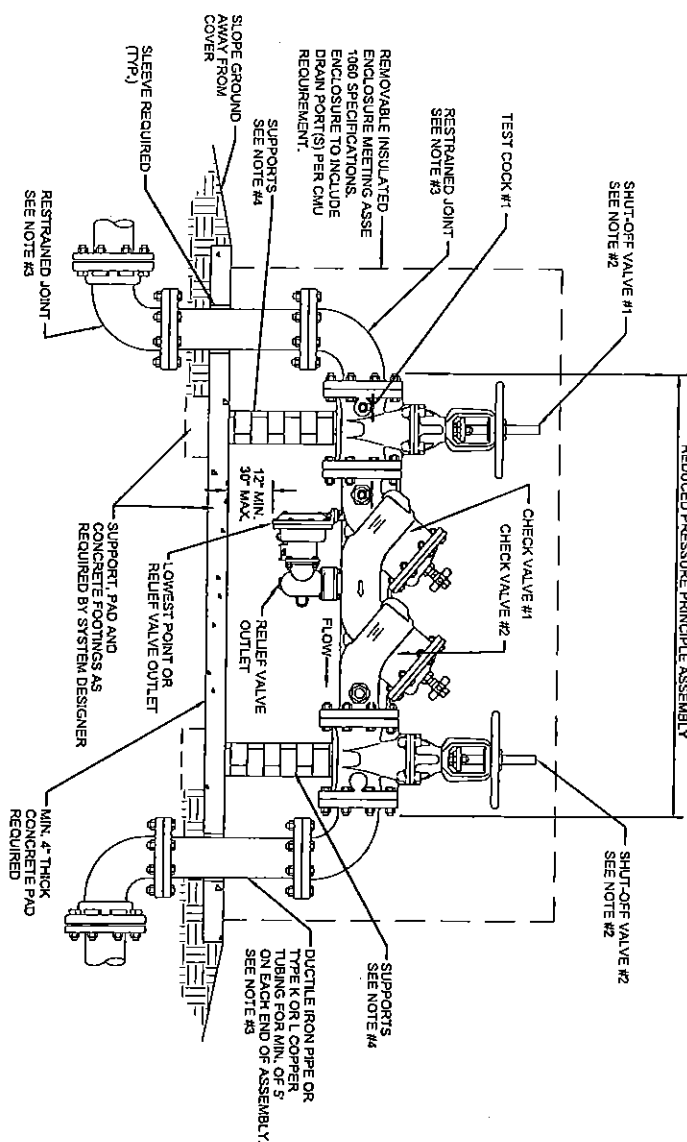 REDUCED PRESSURE PRINCIPLE ASSEMBLY
SHUT-OFF VALVE #1
SEE NOTE #2
TEST COCK #1
RESTRAINED JOINT
SEE NOTE #3
REMOVABLE INSULATED
ENCLOSURE MEETING ASSE
1060 SPECIFICATIONS.
ENCLOSURE TO INCLUDE
DRAIN PORT(S) PER CMU
REQUIREMENT.
SUPPORTS
SEE NOTE #4
SLOPE GROUND
AWAY FROM
COVER
SLEEVE REQUIRED
(TYP.)
RESTRAINED JOINT
SEE NOTE #3
CHECK VALVE #1
CHECK VALVE #2
FLOW
12" MIN.
30" MAX.
RELIEF VALVE
OUTLET
LOWEST POINT OR
RELIEF VALVE OUTLET
SUPPORT, PAD AND
CONCRETE FOOTINGS AS
REQUIRED BY SYSTEM DESIGNER
SHUT-OFF VALVE #2
SEE NOTE #2
SUPPORTS
SEE NOTE #4
DUCTILE IRON PIPE OR
TYPE K OR L COPPER
TUBING FOR MIN. OF 5'
ON EACH END OF ASSEMBLY.
SEE NOTE #3
MIN. 4" THICK
CONCRETE PAD
REQUIRED